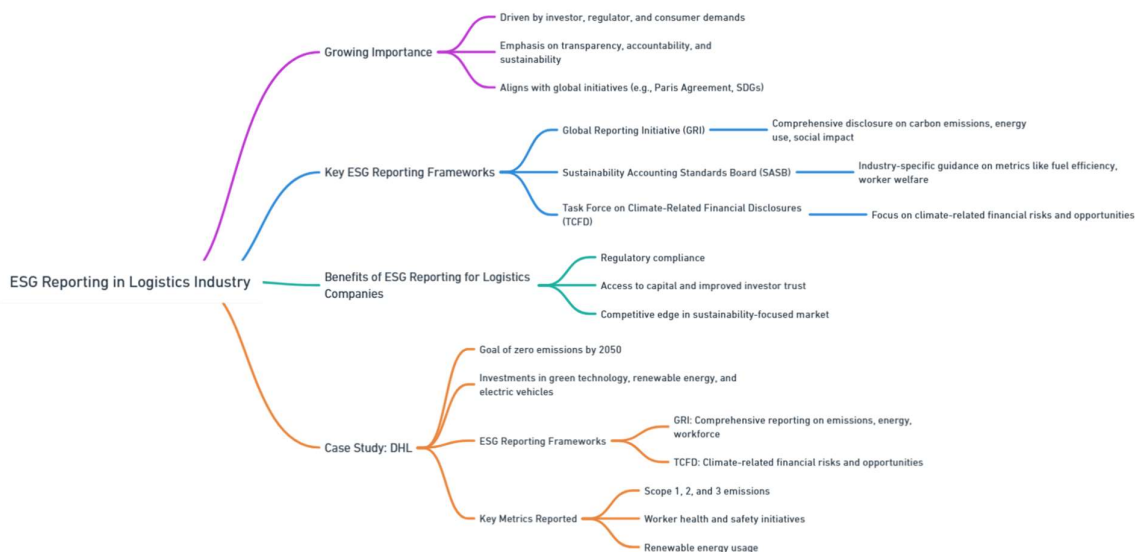 ESG Reporting in Logistics Industry
Growing Importance
Driven by investor, regulator, and consumer demands
Emphasis on transparency, accountability, and
sustainability
Aligns with global initiatives (e.g., Paris Agreement, SDGs)
Key ESG Reporting Frameworks
Global Reporting Initiative (GRI)
Comprehensive disclosure on carbon emissions, energy
use, social impact
Sustainability Accounting Standards Board (SASB)
Industry-specific guidance on metrics like fuel efficiency,
worker welfare
Task Force on Climate-Related Financial Disclosures
(TCFD)
Focus on climate-related financial risks and opportunities
Benefits of ESG Reporting for Logistics
Companies
Regulatory compliance
Access to capital and improved investor trust
Competitive edge in sustainability-focused market
Case Study: DHL
Goal of zero emissions by 2050
Investments in green technology, renewable energy, and
electric vehicles
ESG Reporting Frameworks
GRI: Comprehensive reporting on emissions, energy,
workforce
TCFD: Climate-related financial risks and opportunities
Key Metrics Reported
Scope 1, 2, and 3 emissions
Worker health and safety initiatives
Renewable energy usage